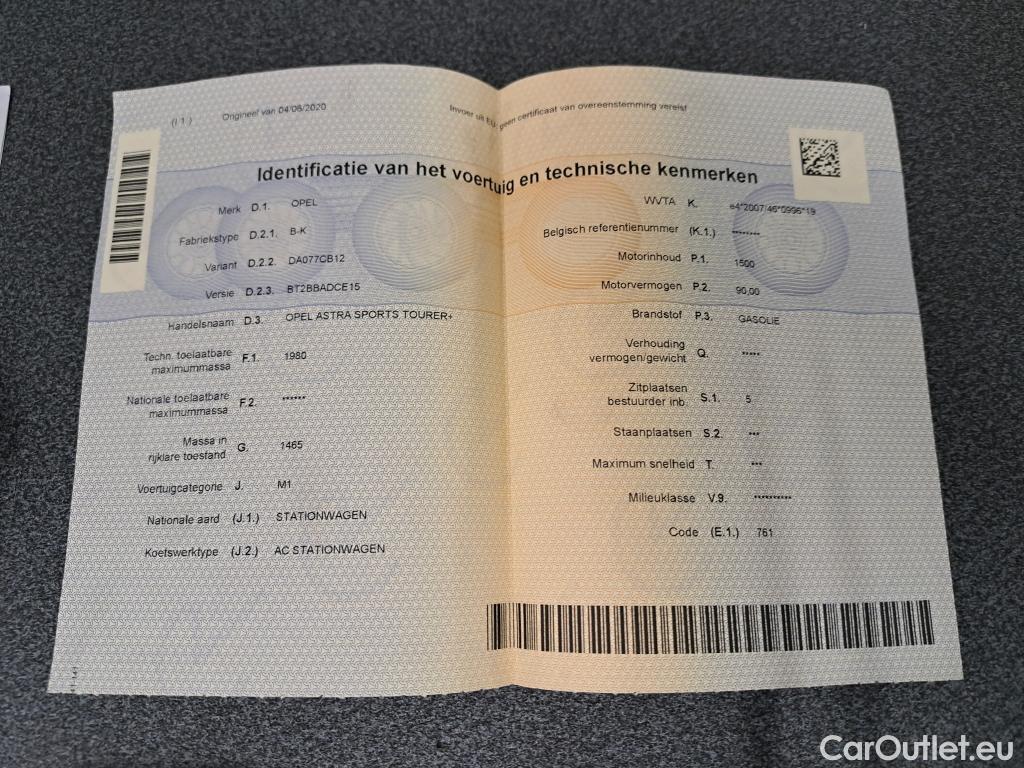 (I.1.) Origineel van 04/06/2020
Invoer uit EU: geen certificaat van overeenstemming vereist
Identificatie van het voertuig en technische kenmerken
Merk D.1. OPEL
Fabriekstype D.2.1. B-K
Variant D.2.2. DA077CB12
Versie D.2.3. BT2BBADCE15
Handelsnaam D.3. OPEL ASTRA SPORTS TOURER+
Techn. toelaatbare
maximummassa F.1. 1980
Nationale toelaatbare
maximummassa F.2. ******
Massa in
rijklare toestand G. 1465
Voertuigcategorie J. M1
Nationale aard (J.1.) STATIONWAGEN
Koetswerktype (J.2.) AC STATIONWAGEN
WVTA K. e4*2007/46*0996*19
Belgisch referentienummer (K.1.) ********
Motorinhoud P.1. 1500
Motorvermogen P.2. 90,00
Brandstof P.3. GASOLIE
Verhouding
vermogen/gewicht Q. *****
Zitplaatsen
bestuurder inb. S.1. 5
Staanplaatsen S.2. ***
Maximum snelheid T. ***
Milieuklasse V.9. **********
Code (E.1.) 761
CarOutlet.eu